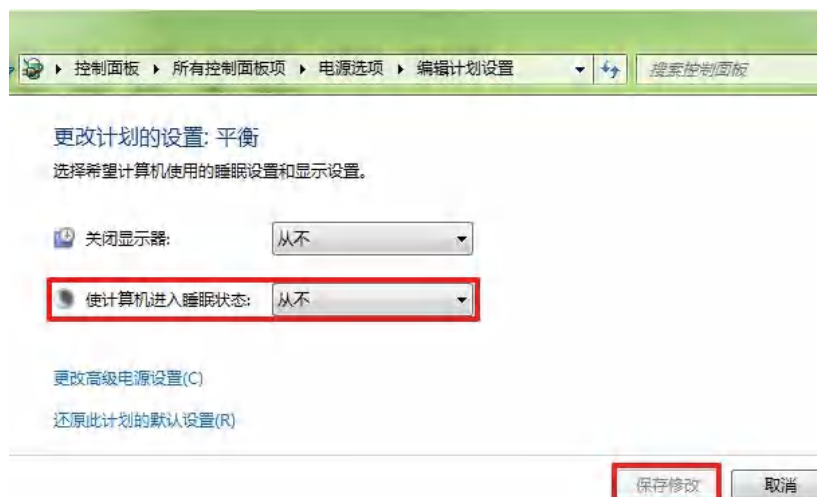 控制面板 ▸ 所有控制面板项 ▸ 电源选项 ▸ 编辑计划设置 搜索控制面板
更改计划的设置: 平衡
选择希望计算机使用的睡眠设置和显示设置。
关闭显示器: 从不
使计算机进入睡眠状态: 从不
更改高级电源设置(C)
还原此计划的默认设置(R)
保存修改 取消